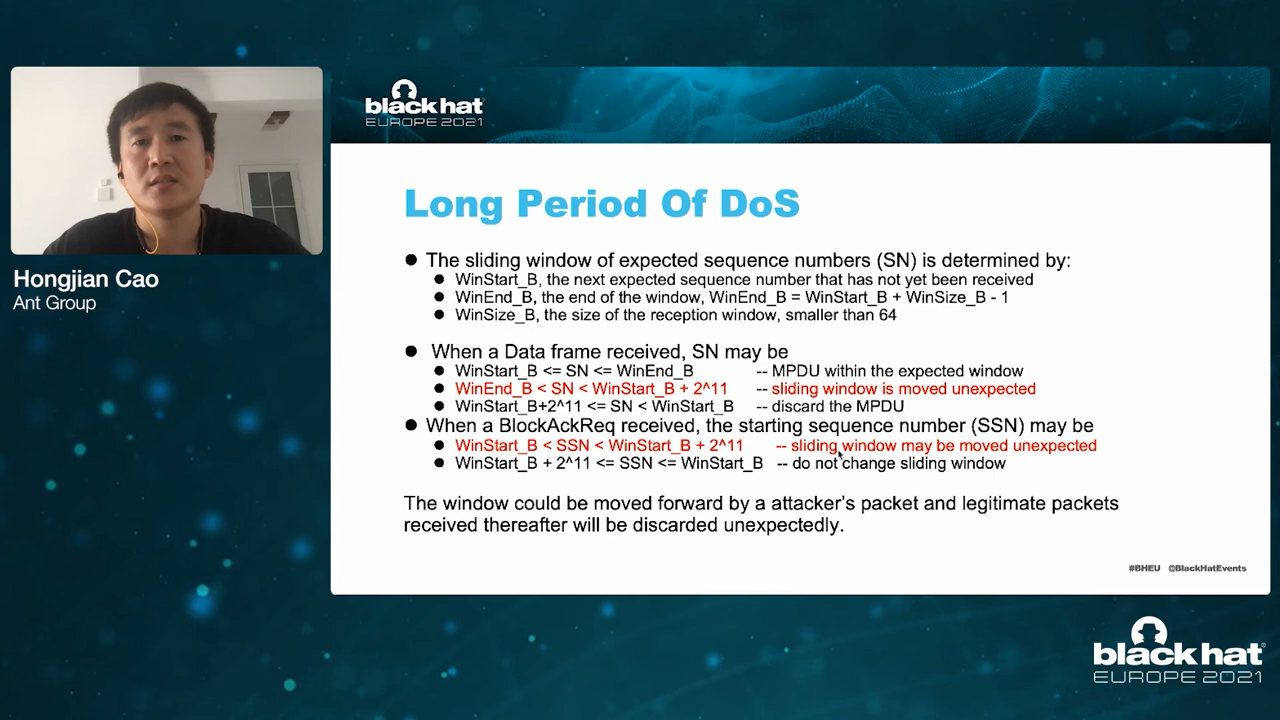 Hongjian Cao
Ant Group
black hat
EUROPE 2021
Long Period Of DoS
● The sliding window of expected sequence numbers (SN) is determined by:
● WinStart_B, the next expected sequence number that has not yet been received
● WinEnd_B, the end of the window, WinEnd_B = WinStart_B + WinSize_B - 1
● WinSize_B, the size of the reception window, smaller than 64
● When a Data frame received, SN may be
● WinStart_B <= SN <= WinEnd_B -- MPDU within the expected window
● WinEnd_B < SN < WinStart_B + 2^11 -- sliding window is moved unexpected
● WinStart_B+2^11 <= SN < WinStart_B -- discard the MPDU
● When a BlockAckReq received, the starting sequence number (SSN) may be
● WinStart_B < SSN < WinStart_B + 2^11 -- sliding window may be moved unexpected
● WinStart_B + 2^11 <= SSN <= WinStart_B -- do not change sliding window
The window could be moved forward by a attacker's packet and legitimate packets
received thereafter will be discarded unexpectedly.
#BHEU @BlackHatEvents
black hat
EUROPE 2021